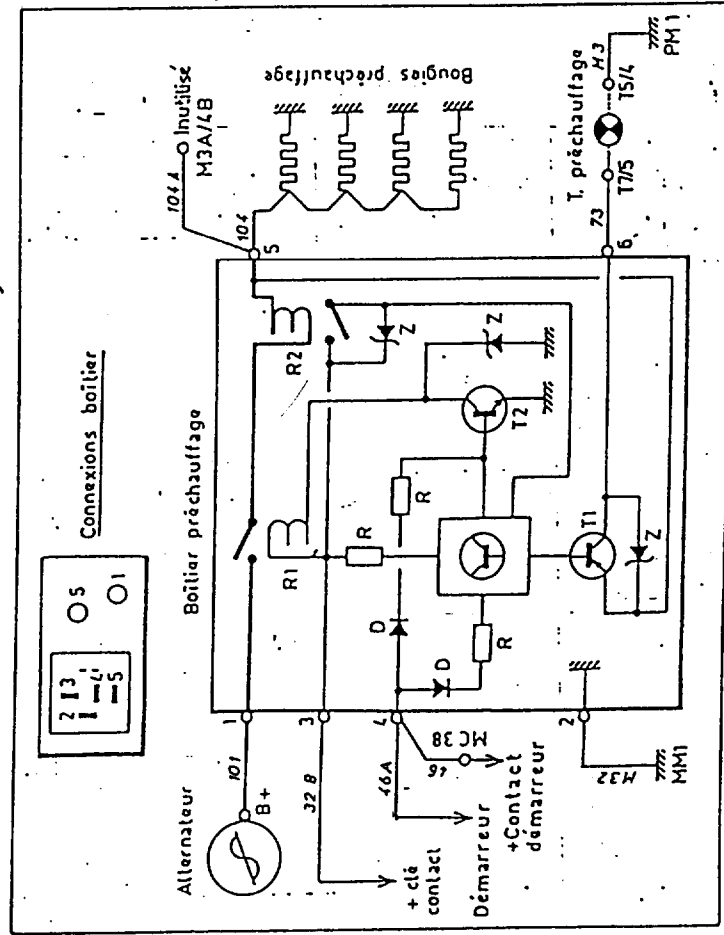 Connexions boîtier
2 3
4
5
5
1
Boîtier préchauffage
Alternateur
B+
101
1
32 B
3
+ clé
contact
46A
4
Démarreur
46
MC 38
+Contact
démarreur
2
M32
MM1
R1
R2
R
R
R
D
D
T1
T2
Z
Z
Z
5
104
104 A
Inutilisé
M3A/4B
Bougies préchauffage
6
73
T. préchauffage
T7/5
T5/4
M 3
PM1